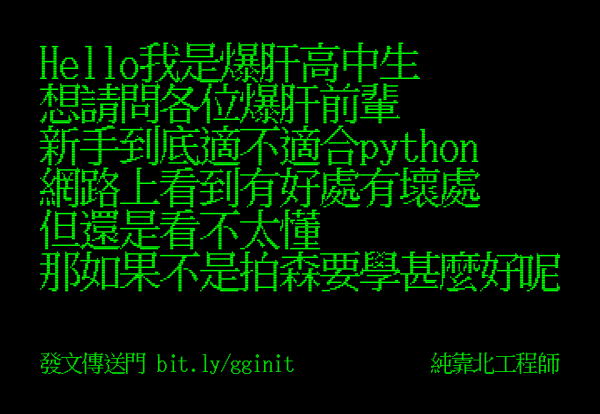 Hello我是爆肝高中生
想請問各位爆肝前輩
新手到底適不適合python
網路上看到有好處有壞處
但還是看不太懂
那如果不是拍森要學甚麼好呢
發文傳送門 bit.ly/gginit 純靠北工程師